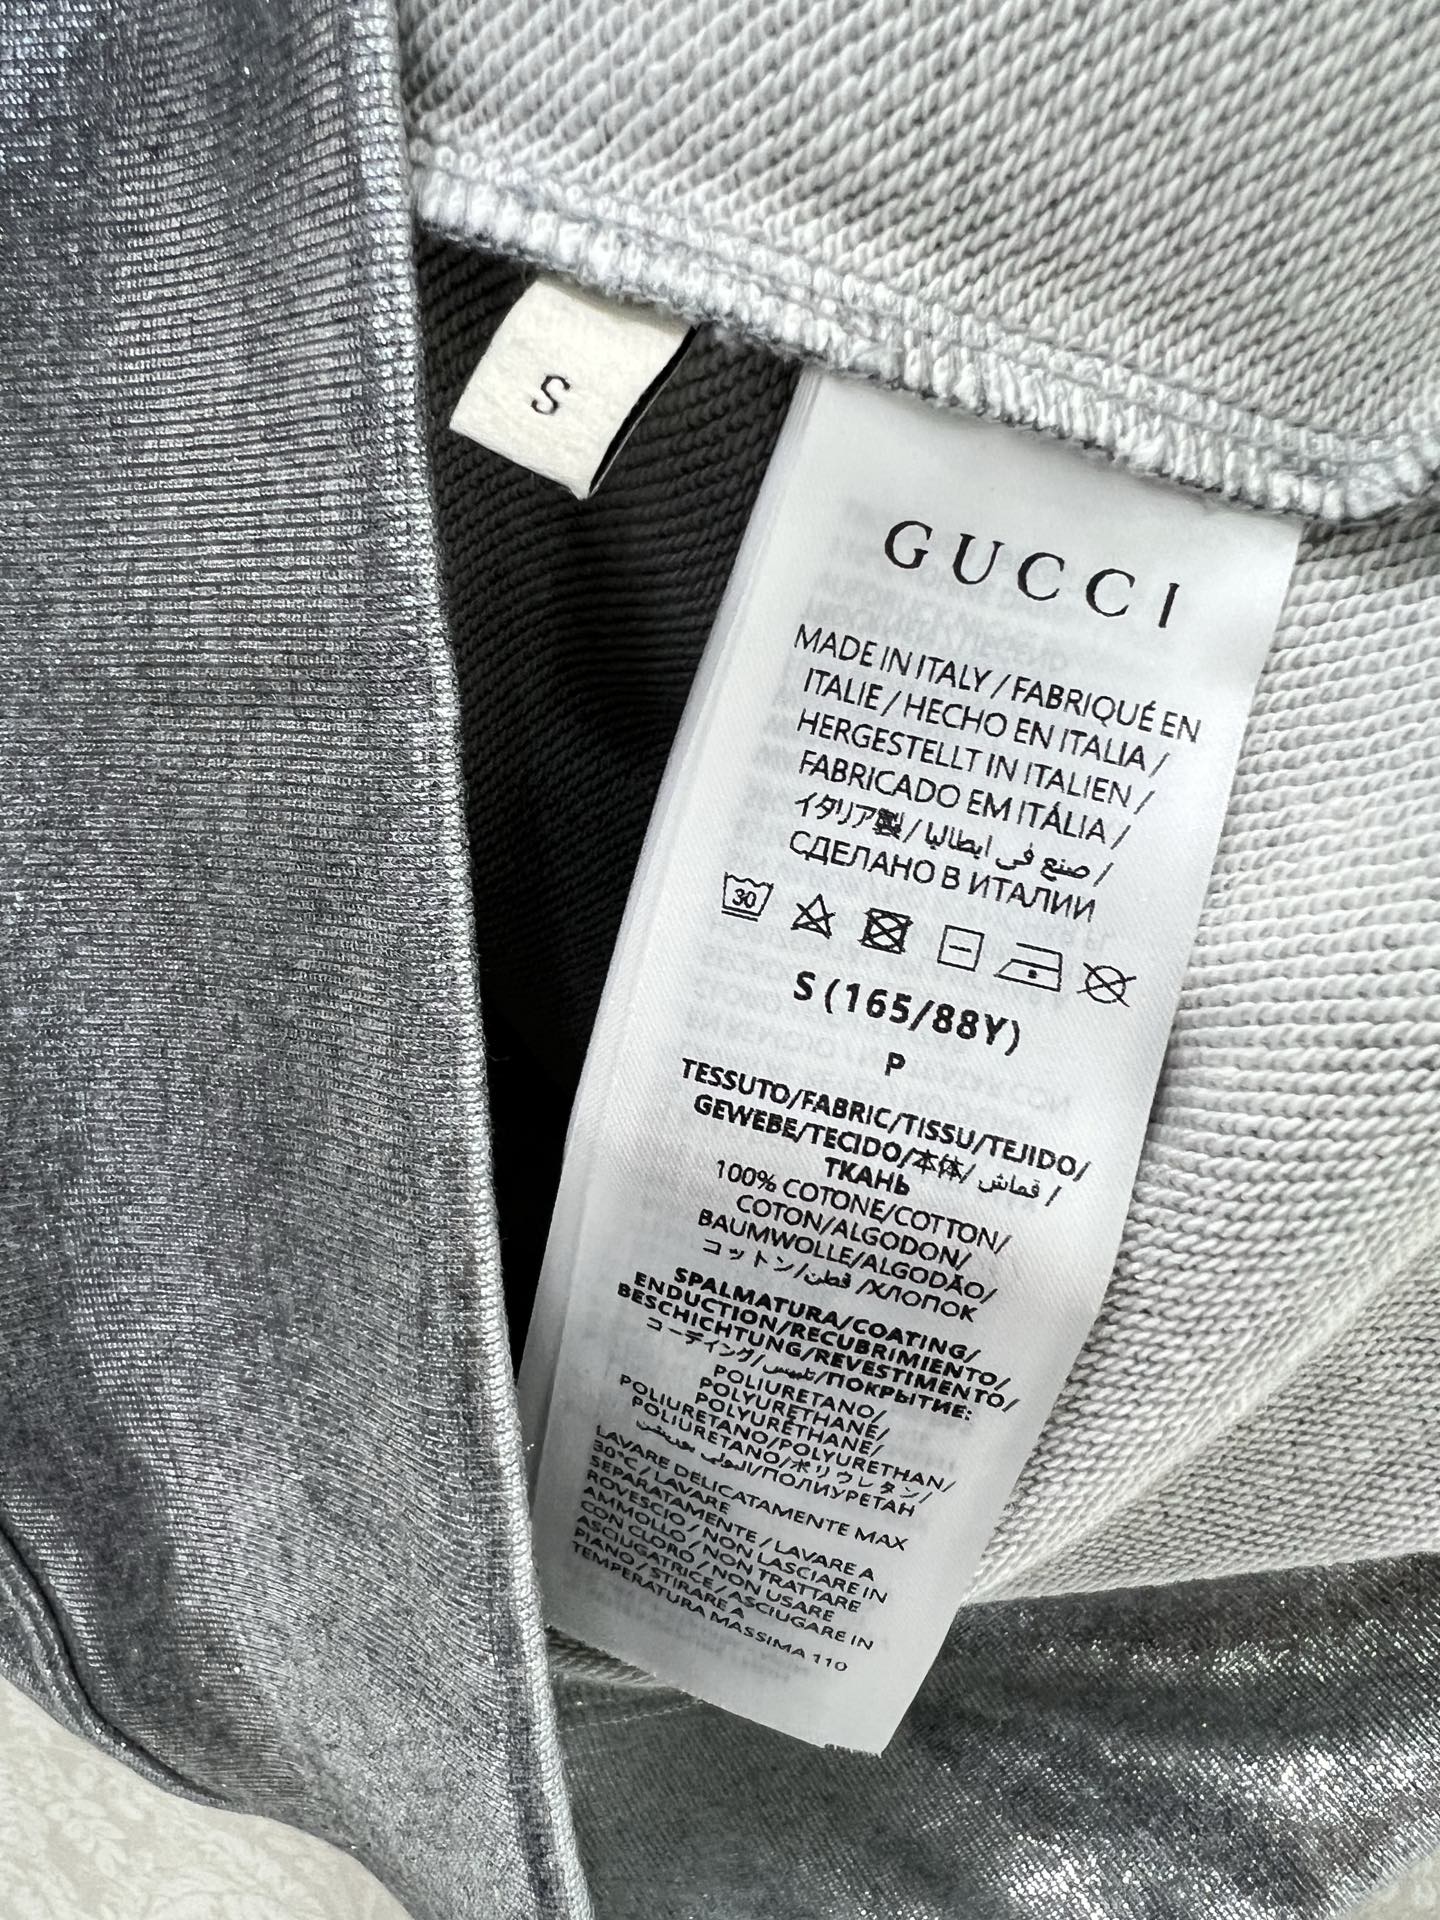 S
GUCCI
MADE IN ITALY / FABRIQUÉ EN
ITALIE / HECHO EN ITALIA /
HERGESTELLT IN ITALIEN /
FABRICADO EM ITÁLIA /
イタリア製 / صنع في ايطاليا /
СДЕЛАНО В ИТАЛИИ
30
S (165/88Y)
P
TESSUTO/FABRIC/TISSU/TEJIDO/
GEWEBE/TECIDO/本体/ قماش /
ТКАНЬ
100% COTONE/COTTON/
COTON/ALGODON/
BAUMWOLLE/ALGODÃO/
コットン/ قطن /ХЛОПОК
SPALMATURA/COATING/
ENDUCTION/RECUBRIMIENTO/
BESCHICHTUNG/REVESTIMENTO/
コーティング/تلبيس/ПОКРЫТИЕ:
POLIURETANO/
POLYURETHANE/
POLYURÉTHANE/
POLIURETANO/POLYURETHAN/
POLIURETANO/ポリウレタン/
ПОЛИУРЕТАН
LAVARE DELICATAMENTE MAX
30°C / LAVARE
SEPARATAMENTE / LAVARE A
ROVESCIO / NON LASCIARE IN
AMMOLLO / NON TRATTARE
CON CLORO / NON USARE
ASCIUGATRICE / ASCIUGARE IN
PIANO / STIRARE A
TEMPERATURA MASSIMA 110